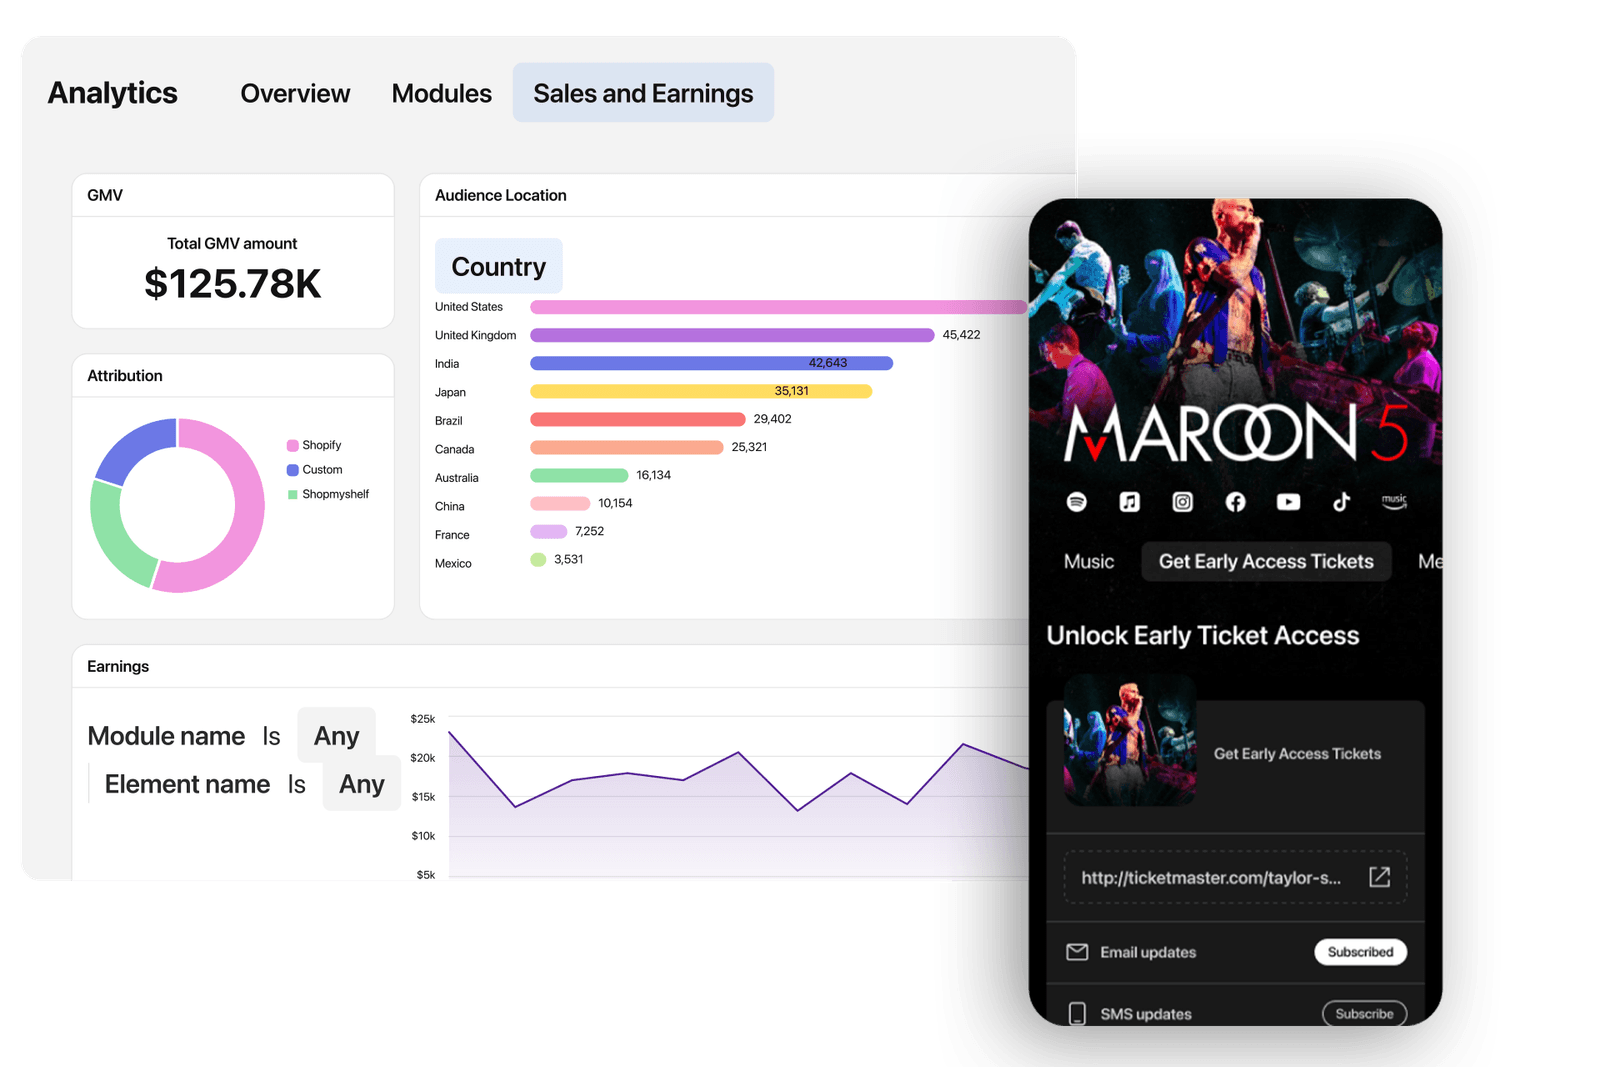 Analytics
Overview
Modules
Sales and Earnings
GMV
Total GMV amount
$125.78K
Attribution
Shopify
Custom
Shopmyshelf
Audience Location
Country
United States
United Kingdom 45,422
India 42,643
Japan 35,131
Brazil 29,402
Canada 25,321
Australia 16,134
China 10,154
France 7,252
Mexico 3,531
Earnings
Module name Is Any
Element name Is Any
$25k
$20k
$15k
$10k
$5k
MAROON 5
music
Music
Get Early Access Tickets
Me
Unlock Early Ticket Access
Get Early Access Tickets
http://ticketmaster.com/taylor-s...
Email updates
Subscribed
SMS updates
Subscribe